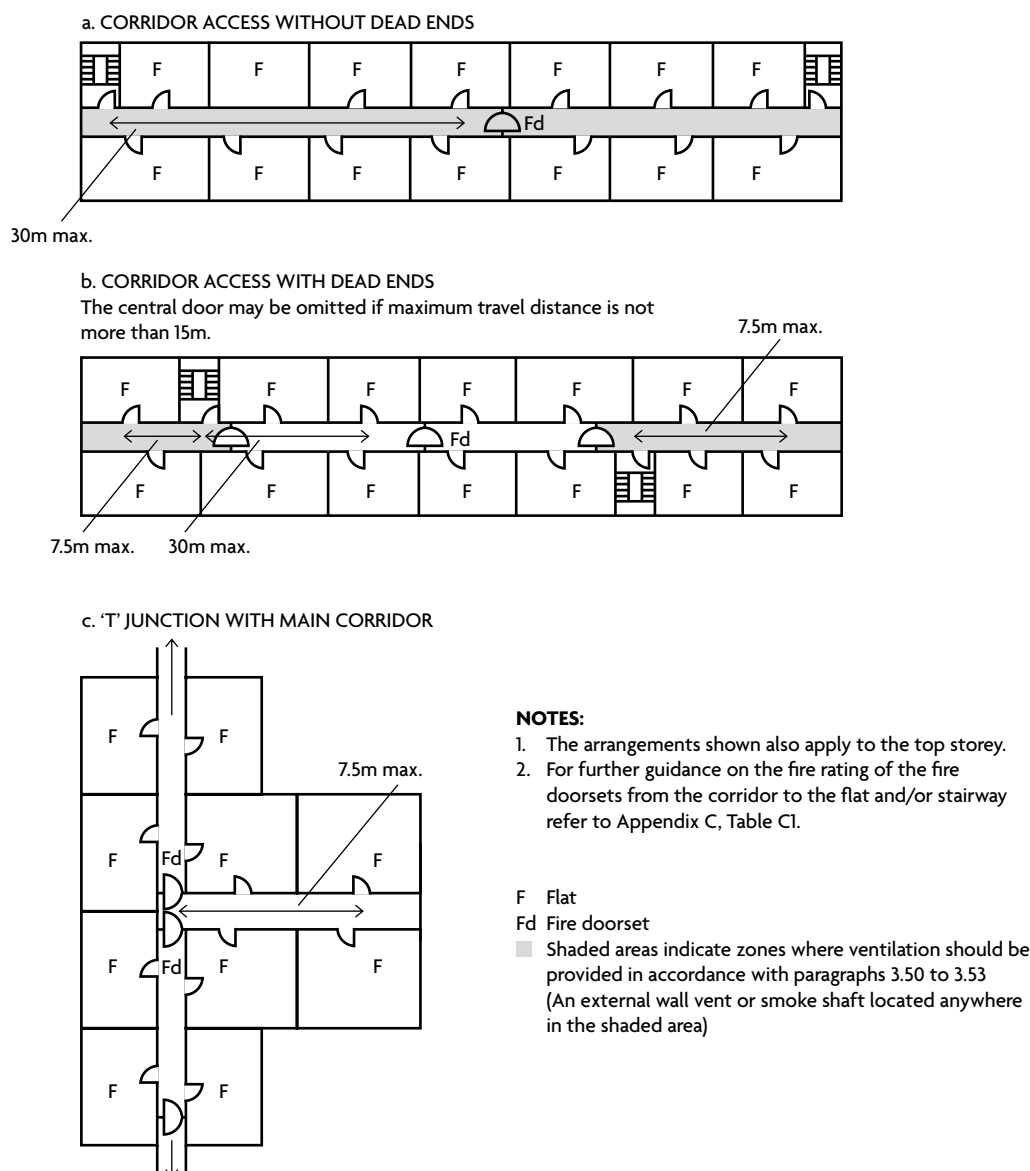 a. CORRIDOR ACCESS WITHOUT DEAD ENDS
F F F F F F F
Fd
F F F F F F F
30m max.
b. CORRIDOR ACCESS WITH DEAD ENDS
The central door may be omitted if maximum travel distance is not
more than 15m.
7.5m max.
F F F F F F F
Fd
F F F F F F F
7.5m max. 30m max.
c. ‘T’ JUNCTION WITH MAIN CORRIDOR
F F
7.5m max.
F Fd F F
F Fd F F
F F
NOTES:
1. The arrangements shown also apply to the top storey.
2. For further guidance on the fire rating of the fire
doorsets from the corridor to the flat and/or stairway
refer to Appendix C, Table C1.
F Flat
Fd Fire doorset
Shaded areas indicate zones where ventilation should be
provided in accordance with paragraphs 3.50 to 3.53
(An external wall vent or smoke shaft located anywhere
in the shaded area)